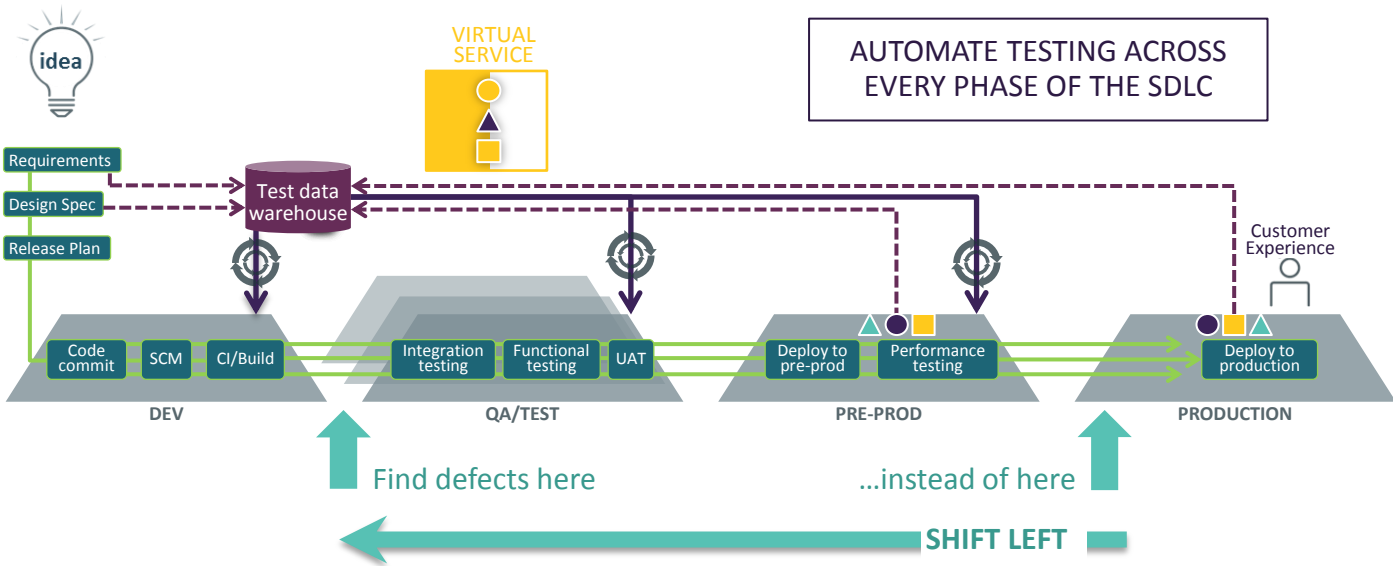 idea
VIRTUAL
SERVICE
AUTOMATE TESTING ACROSS
EVERY PHASE OF THE SDLC
Requirements
Design Spec
Release Plan
Test data
warehouse
Customer
Experience
Code
commit
SCM
CI/Build
Integration
testing
Functional
testing
UAT
Deploy to
pre-prod
Performance
testing
Deploy to
production
DEV
QA/TEST
PRE-PROD
PRODUCTION
Find defects here
...instead of here
SHIFT LEFT